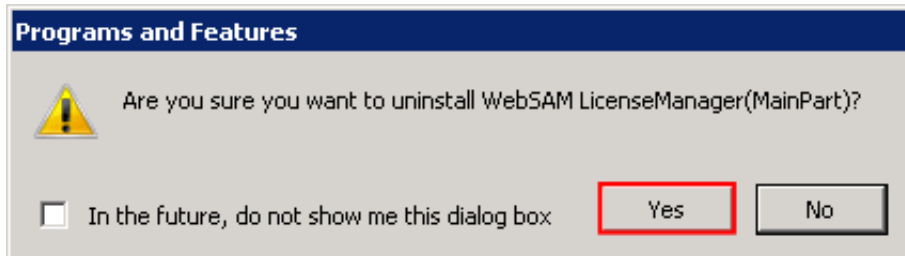 Programs and Features
Are you sure you want to uninstall WebSAM LicenseManager(MainPart)?
In the future, do not show me this dialog box
Yes
No